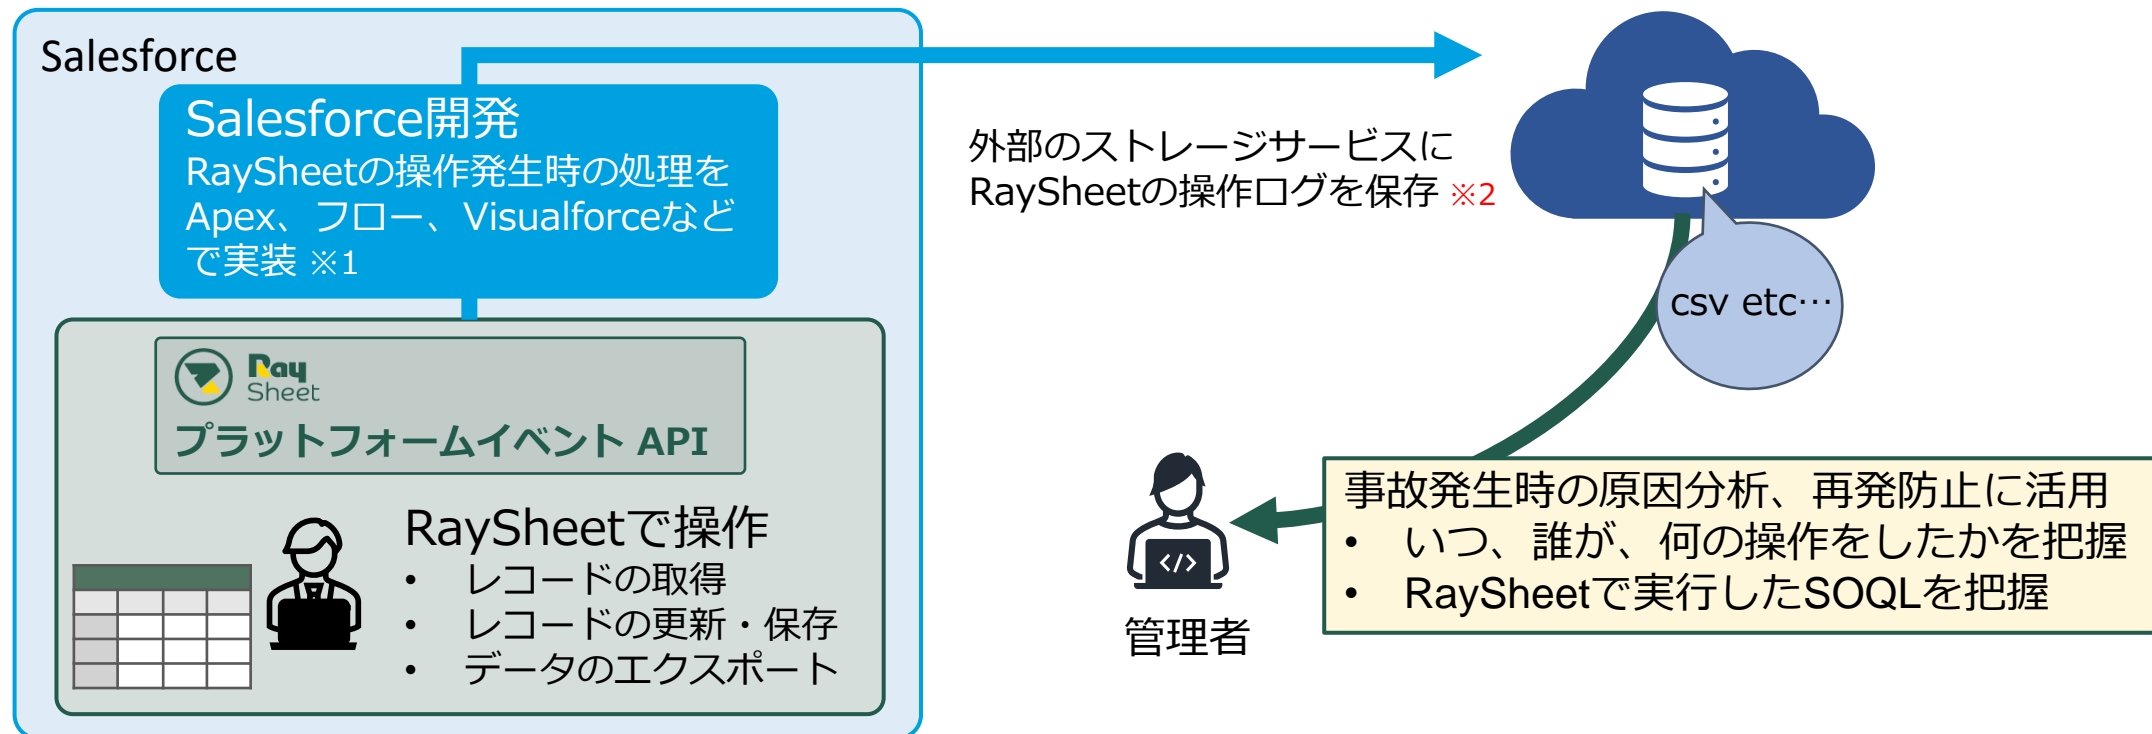 Salesforce
Salesforce開発
RaySheetの操作発生時の処理を
Apex、フロー、Visualforceなど
で実装 ※1
外部のストレージサービスに
RaySheetの操作ログを保存 ※2
csv etc…
Ray
Sheet
プラットフォームイベント API
RaySheetで操作
• レコードの取得
• レコードの更新・保存
• データのエクスポート
</>
管理者
事故発生時の原因分析、再発防止に活用
• いつ、誰が、何の操作をしたかを把握
• RaySheetで実行したSOQLを把握